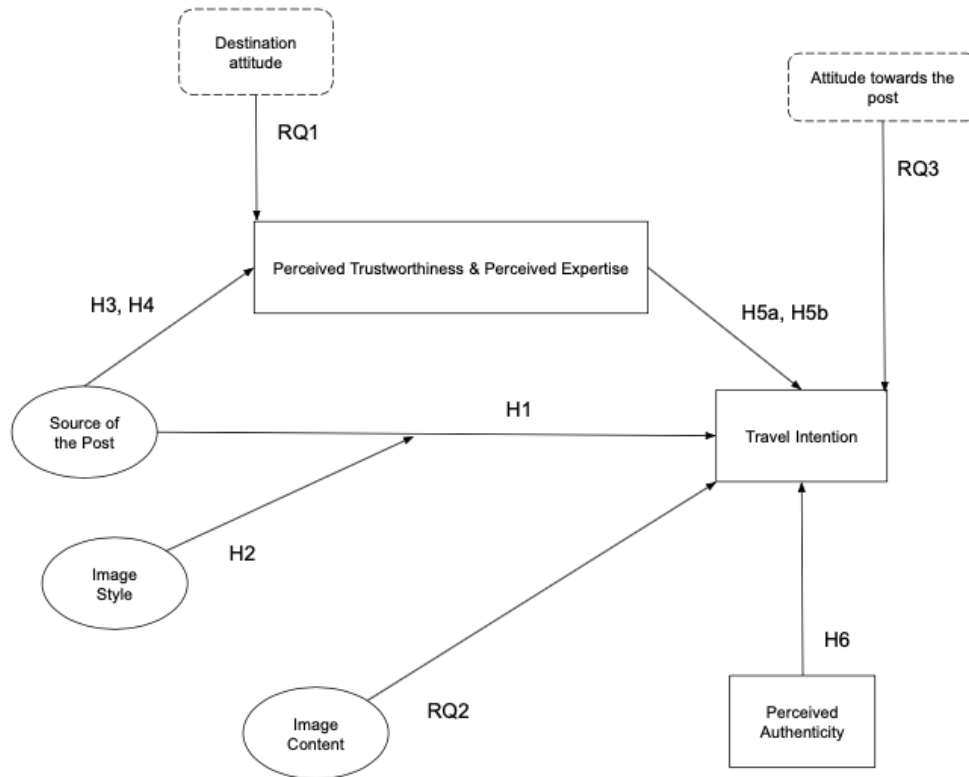 Destination
attitude
Attitude towards the
post
RQ1
RQ3
Perceived Trustworthiness & Perceived Expertise
H3, H4
H5a, H5b
H1
Source of
the Post
Travel Intention
H2
Image
Style
H6
RQ2
Image
Content
Perceived
Authenticity